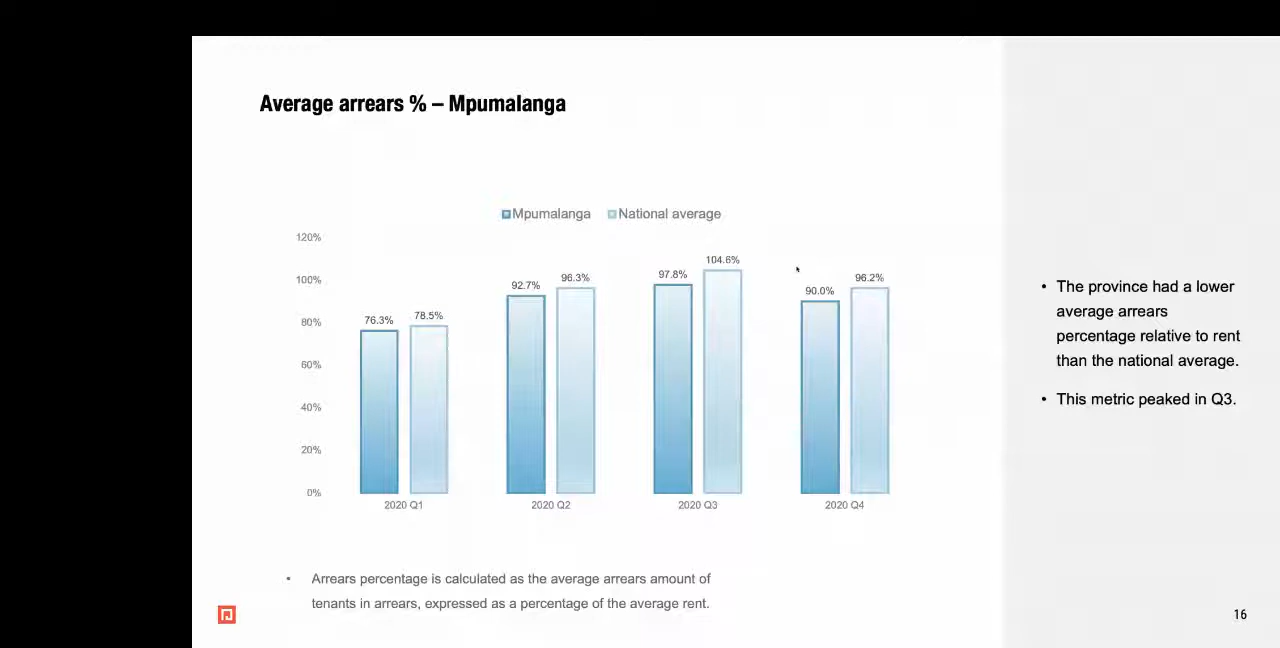 Average arrears % – Mpumalanga
Mpumalanga National average
120%
100%
80%
60%
40%
20%
0%
76.3% 78.5%
92.7% 96.3%
97.8% 104.6%
90.0% 96.2%
2020 Q1 2020 Q2 2020 Q3 2020 Q4
• Arrears percentage is calculated as the average arrears amount of
tenants in arrears, expressed as a percentage of the average rent.
• The province had a lower
average arrears
percentage relative to rent
than the national average.
• This metric peaked in Q3.
16